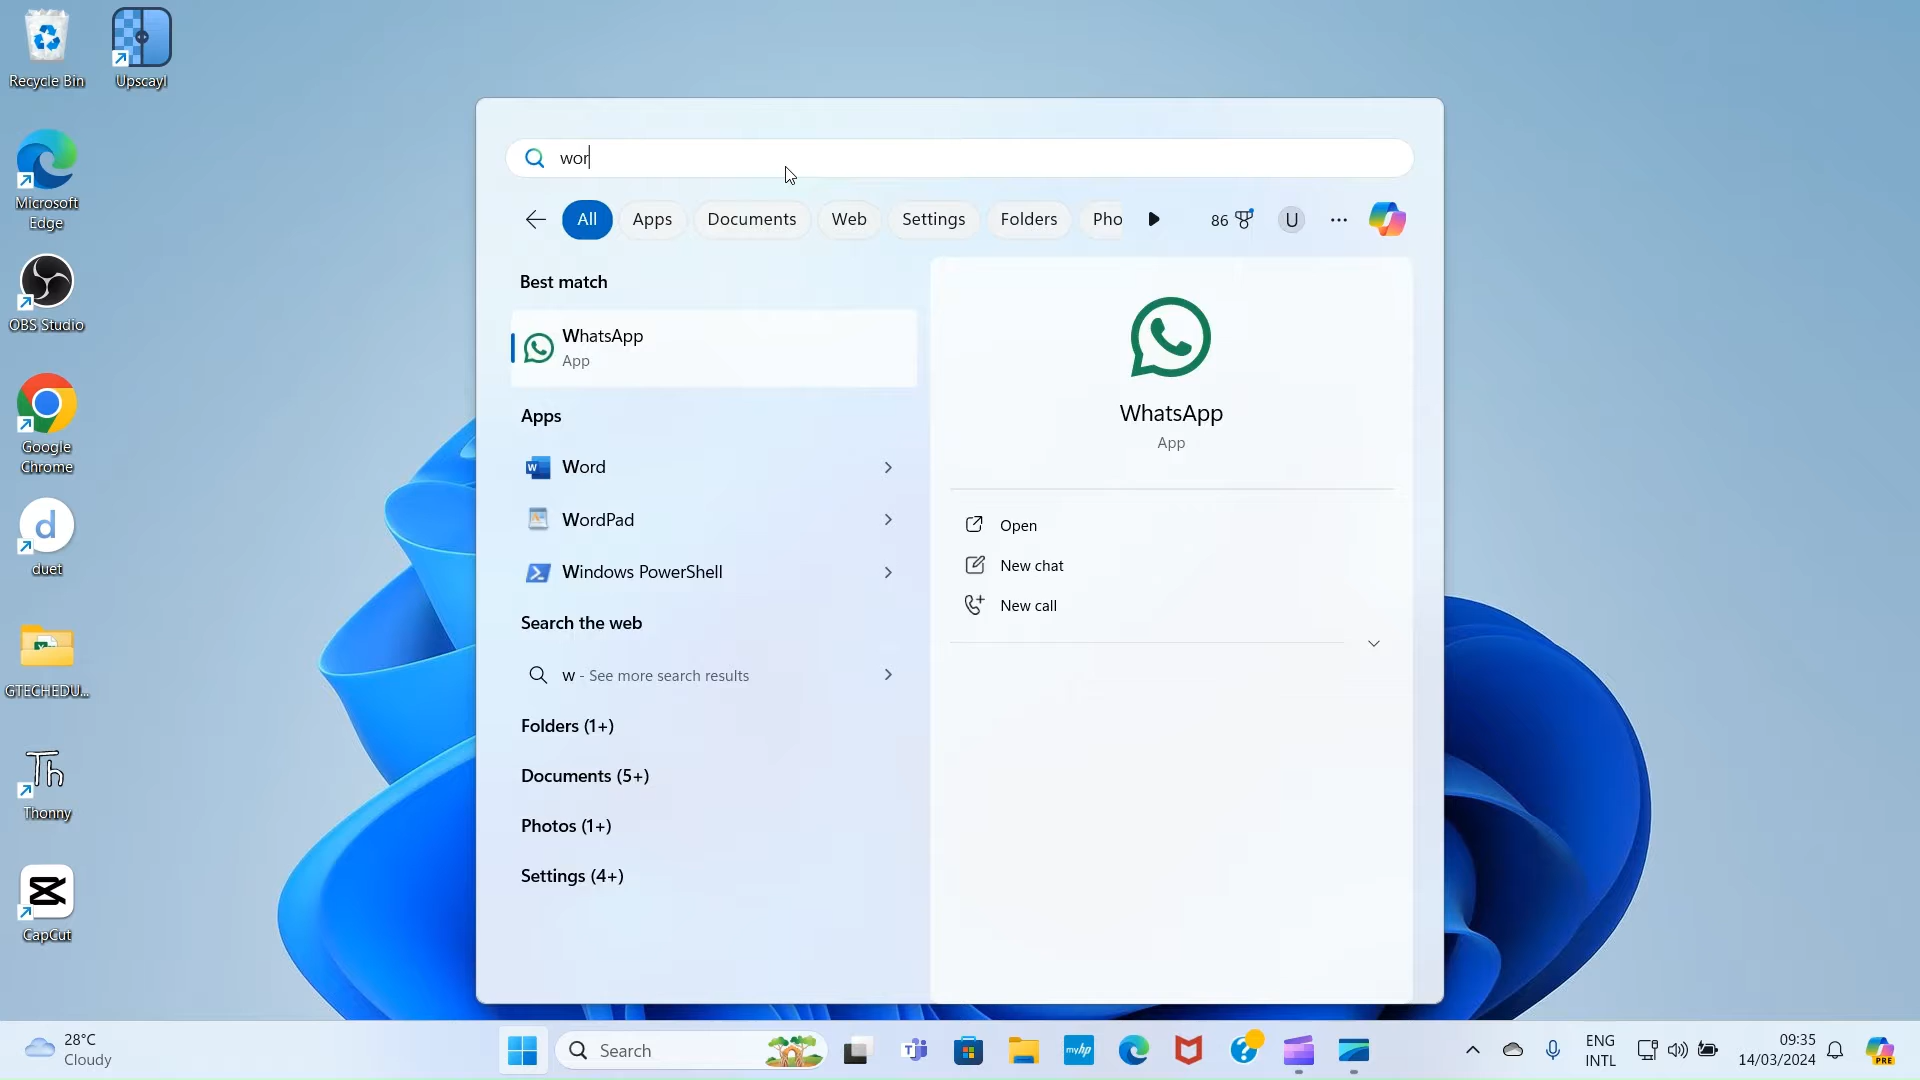 Recycle Bin
Upscayl
Microsoft
Edge
OBS Studio
Google
Chrome
d
duet
GTECHEDU...
Th
Thonny
CapCut
wor
All
Apps
Documents
Web
Settings
Folders
Pho
86
U
Best match
WhatsApp
App
Apps
W
Word
WordPad
Windows PowerShell
Search the web
w - See more search results
Folders (1+)
Documents (5+)
Photos (1+)
Settings (4+)
WhatsApp
App
Open
New chat
New call
28°C
Cloudy
Search
T
myhp
?
ENG
INTL
09:35
14/03/2024
PRE